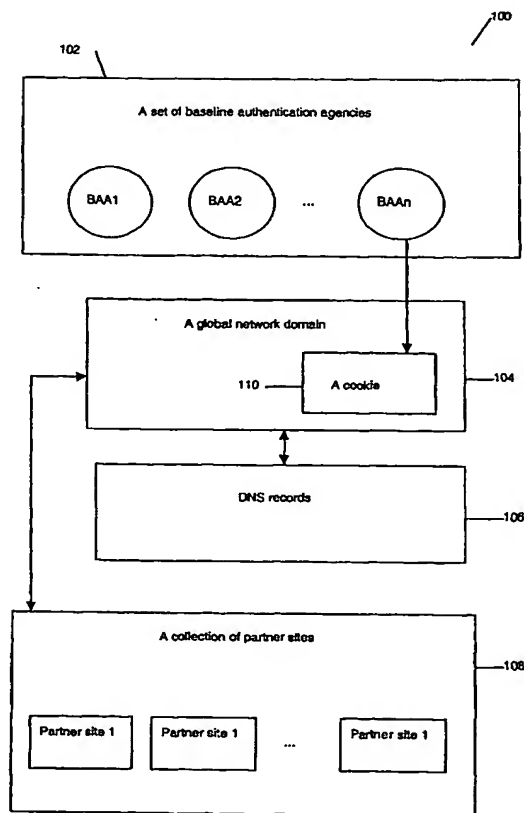 100
102
A set of baseline authentication agencies
BAA1
BAA2
...
BAAn
A global network domain
110
A cookie
104
DNS records
106
A collection of partner sites
108
Partner site 1
Partner site 1
...
Partner site 1